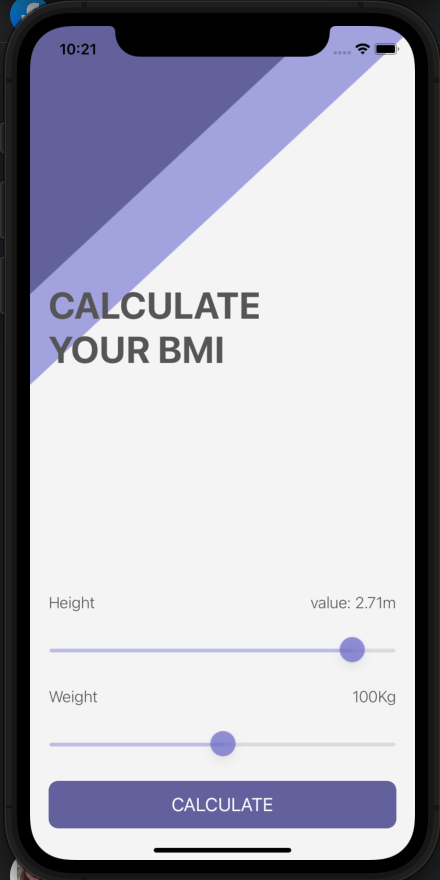 10:21
CALCULATE
YOUR BMI
Height value: 2.71m
Weight 100Kg
CALCULATE